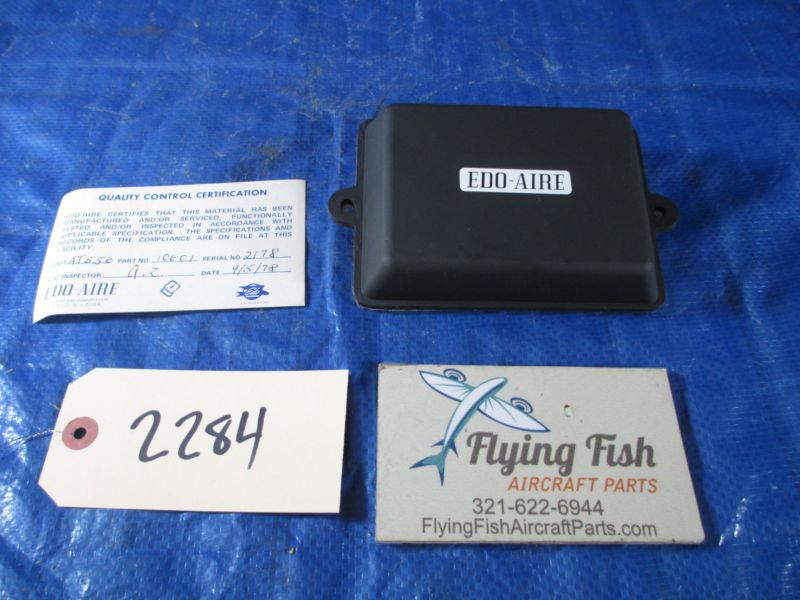 QUALITY CONTROL CERTIFICATION
EDO-AIRE CERTIFIES THAT THIS MATERIAL HAS BEEN
MANUFACTURED AND/OR SERVICED, FUNCTIONALLY
TESTED AND/OR INSPECTED IN ACCORDANCE WITH
APPLICABLE SPECIFICATION. THE SPECIFICATIONS AND
RECORDS OF THE COMPLIANCE ARE ON FILE AT THIS
FACILITY.
UNIT AT556 PART NO. 10601 SERIAL NO. 2178
INSPECTOR A.Z. DATE 9/5/78
EDO-AIRE
EDO-AIRE
2284
Flying Fish
AIRCRAFT PARTS
321-622-6944
FlyingFishAircraftParts.com